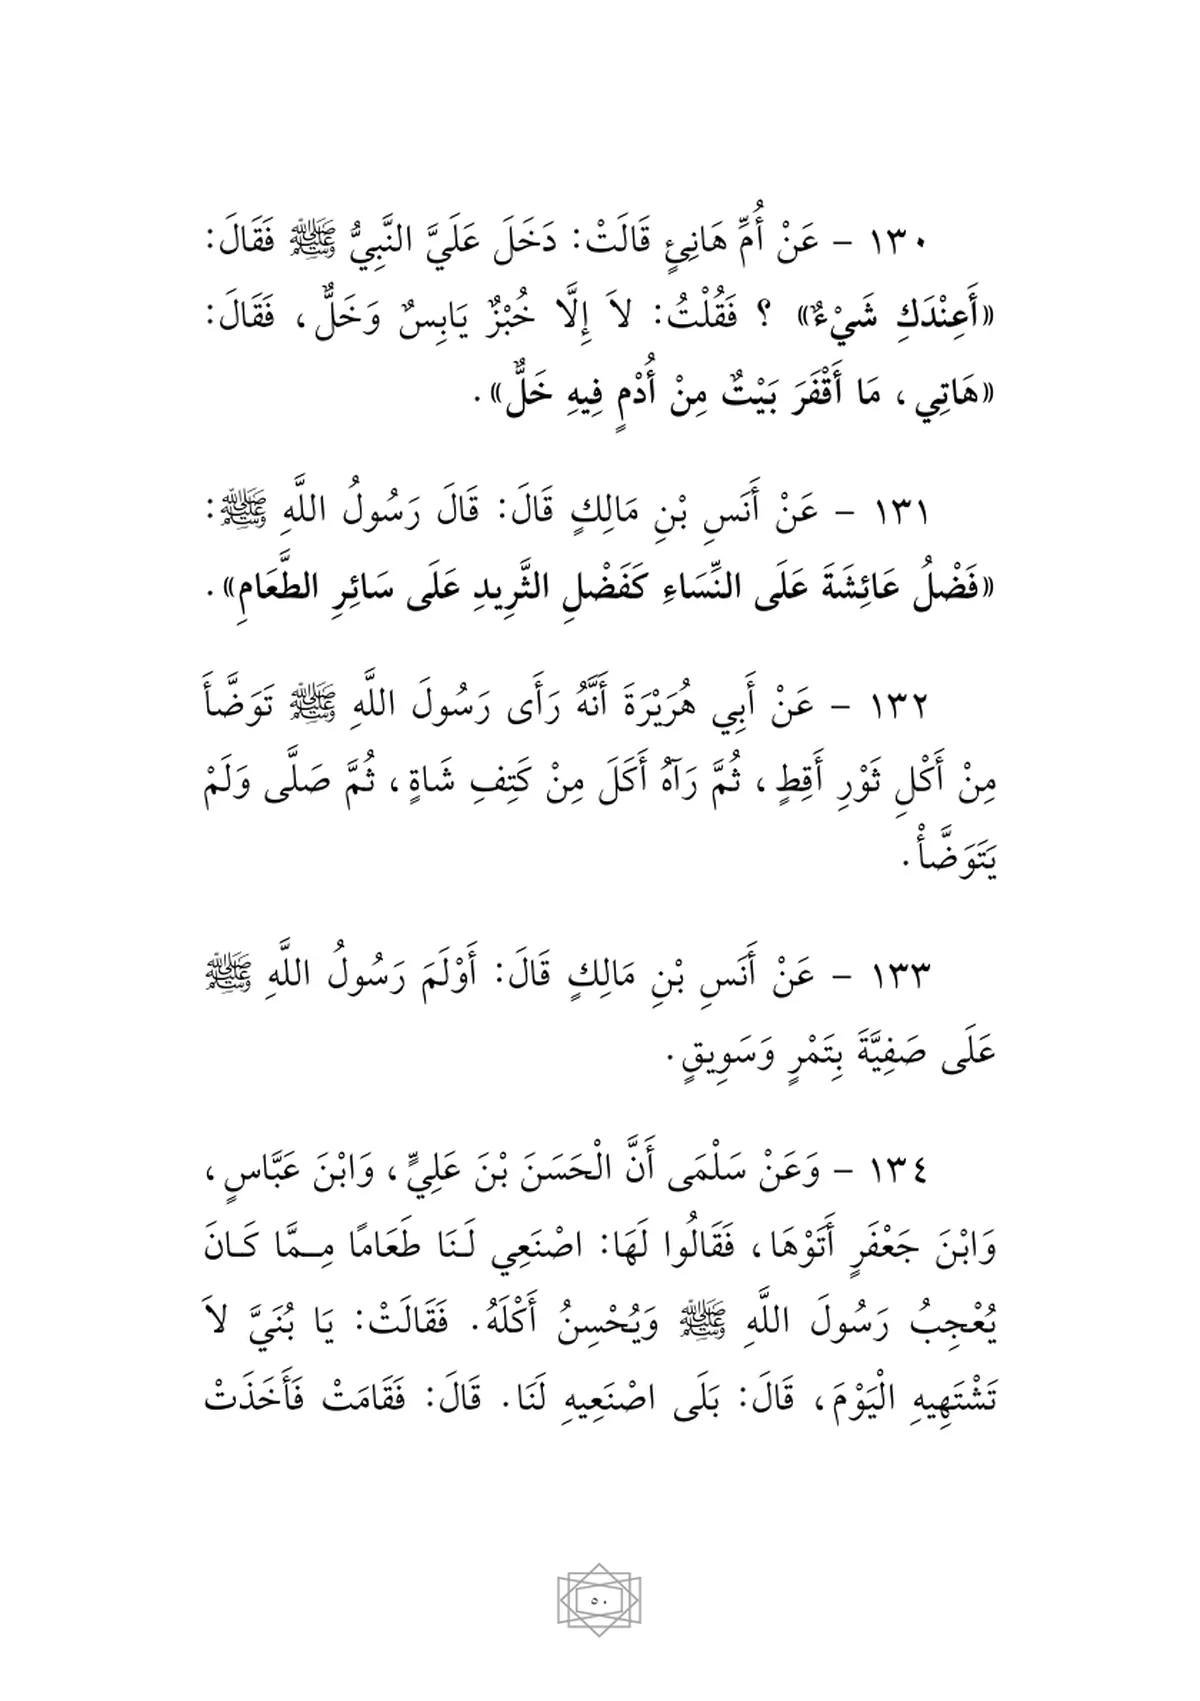 ١٣٠ – عَنْ أُمِّ هَانِئٍ قَالَتْ: دَخَلَ عَلَيَّ النَّبِيُّ ﷺ فَقَالَ:
«أَعِنْدَكِ شَيْءٌ» ؟ فَقُلْتُ: لاَ إِلَّا خُبْزٌ يَابِسٌ وَخَلٌّ، فَقَالَ:
«هَاتِي، مَا أَقْفَرَ بَيْتٌ مِنْ أُدْمٍ فِيهِ خَلٌّ».
١٣١ – عَنْ أَنَسِ بْنِ مَالِكٍ قَالَ: قَالَ رَسُولُ اللَّهِ ﷺ:
«فَضْلُ عَائِشَةَ عَلَى النِّسَاءِ كَفَضْلِ الثَّرِيدِ عَلَى سَائِرِ الطَّعَامِ».
١٣٢ – عَنْ أَبِي هُرَيْرَةَ أَنَّهُ رَأَى رَسُولَ اللَّهِ ﷺ تَوَضَّأَ
مِنْ أَكْلِ ثَوْرِ أَقِطٍ، ثُمَّ رَآهُ أَكَلَ مِنْ كَتِفِ شَاةٍ، ثُمَّ صَلَّى وَلَمْ
يَتَوَضَّأْ.
١٣٣ – عَنْ أَنَسِ بْنِ مَالِكٍ قَالَ: أَوْلَمَ رَسُولُ اللَّهِ ﷺ
عَلَى صَفِيَّةَ بِتَمْرٍ وَسَوِيقٍ.
١٣٤ – وَعَنْ سَلْمَى أَنَّ الْحَسَنَ بْنَ عَلِيٍّ، وَابْنَ عَبَّاسٍ،
وَابْنَ جَعْفَرٍ أَتَوْهَا، فَقَالُوا لَهَا: اصْنَعِي لَـنَا طَعَامًا مِـمَّا كَـانَ
يُعْجِبُ رَسُولَ اللَّهِ ﷺ وَيُحْسِنُ أَكْلَهُ. فَقَالَتْ: يَا بُنَيَّ لاَ
تَشْتَهِيهِ الْيَوْمَ، قَالَ: بَلَى اصْنَعِيهِ لَنَا. قَالَ: فَقَامَتْ فَأَخَذَتْ
٥٠